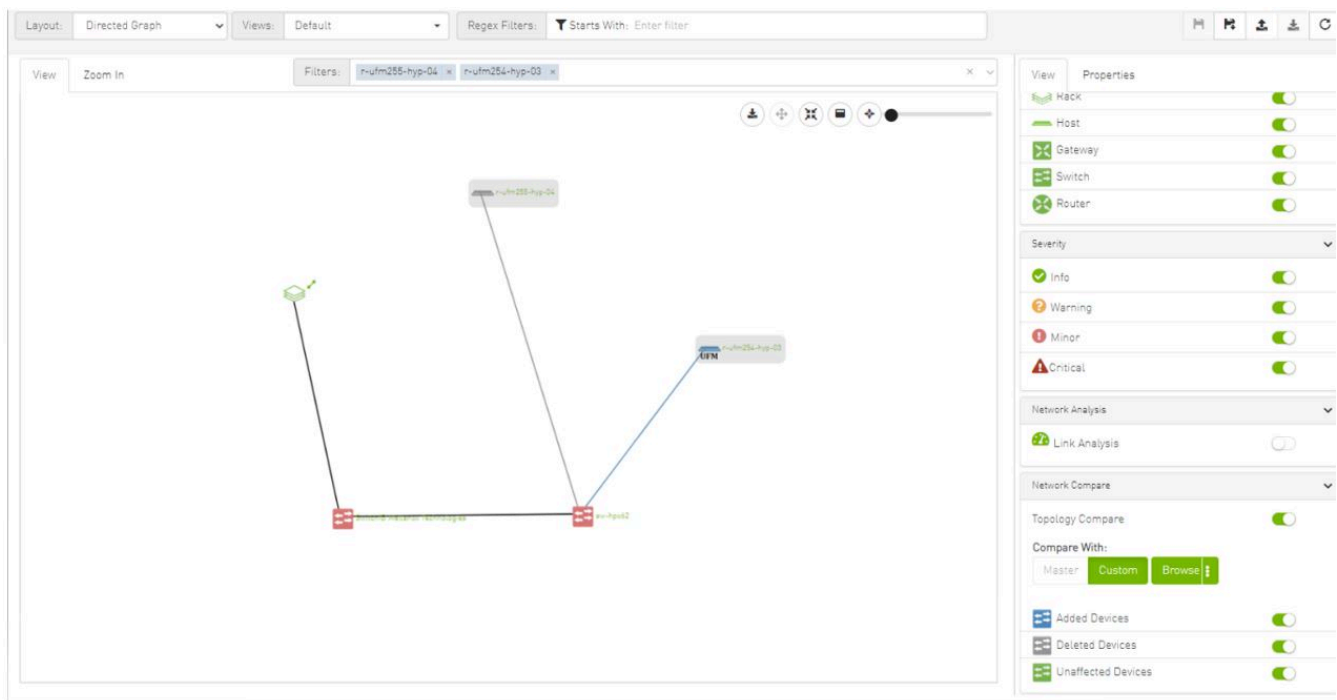 Layout: Directed Graph Views: Default Regex Filters: Starts With: Enter filter
View Zoom In Filters: r-ufm255-hyp-04 × r-ufm254-hyp-03 ×
r-ufm255-hyp-04
r-ufm254-hyp-03
UFM
Technologies
View Properties
Rack
Host
Gateway
Switch
Router
Severity
Info
Warning
Minor
Critical
Network Analysis
Link Analysis
Network Compare
Topology Compare
Compare With:
Master Custom Browse
Added Devices
Deleted Devices
Unaffected Devices